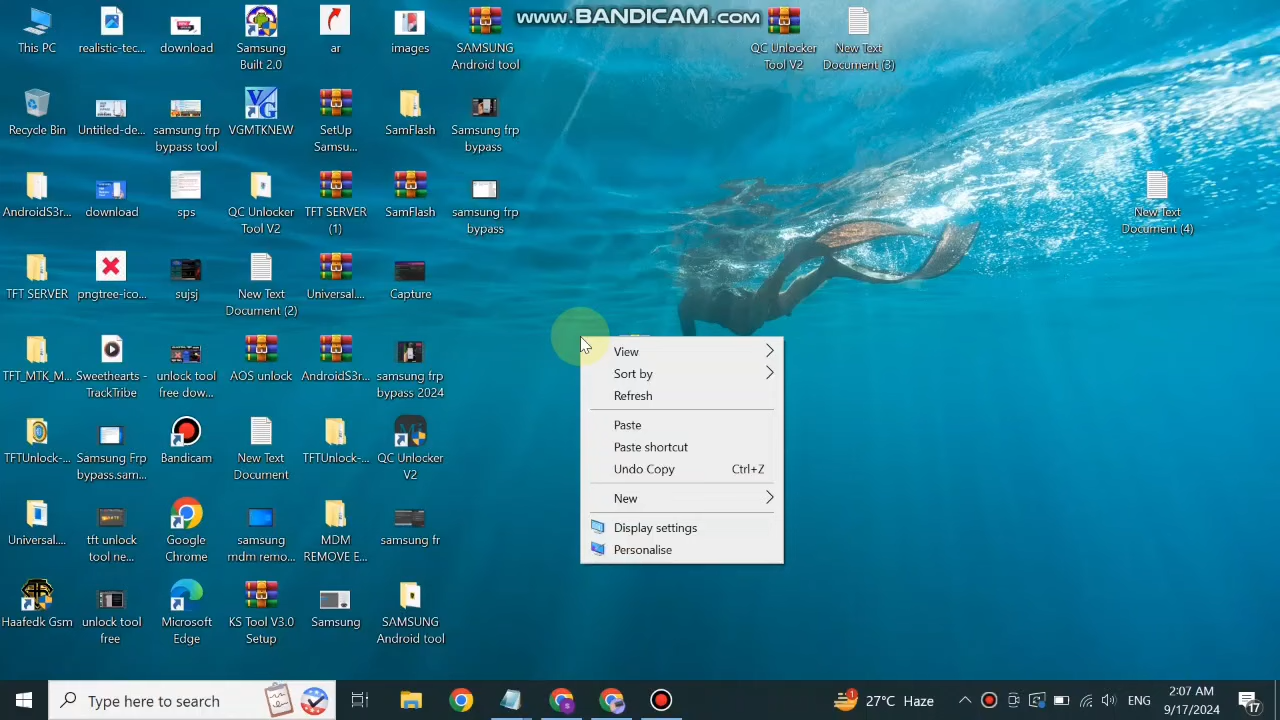 www.BANDICAM.com
This PC
realistic-tec...
download
Samsung
Built 2.0
ar
images
SAMSUNG
Android tool
QC Unlocker
Tool V2
New Text
Document (3)
Recycle Bin
Untitled-de...
samsung frp
bypass tool
VGMTKNEW
SetUp
Samsu...
SamFlash
Samsung frp
bypass
AndroidS3r...
download
sps
QC Unlocker
Tool V2
TFT SERVER
(1)
SamFlash
samsung frp
bypass
New Text
Document (4)
TFT SERVER
pngtree-ico...
sujsj
New Text
Document (2)
Universal....
Capture
TFT_MTK_M...
Sweethearts -
TrackTribe
unlock tool
free dow...
AOS unlock
AndroidS3r...
samsung frp
bypass 2024
TFTUnlock-...
Samsung Frp
bypass.sam...
Bandicam
New Text
Document
TFTUnlock-...
QC Unlocker
V2
Universal....
tft unlock
tool ne...
Google
Chrome
samsung
mdm remo...
MDM
REMOVE E...
samsung fr
Haafedk Gsm
unlock tool
free
Microsoft
Edge
KS Tool V3.0
Setup
Samsung
SAMSUNG
Android tool
View
Sort by
Refresh
Paste
Paste shortcut
Undo Copy Ctrl+Z
New
Display settings
Personalise
Type here to search
1
27°C Haze
ENG
2:07 AM
9/17/2024
17